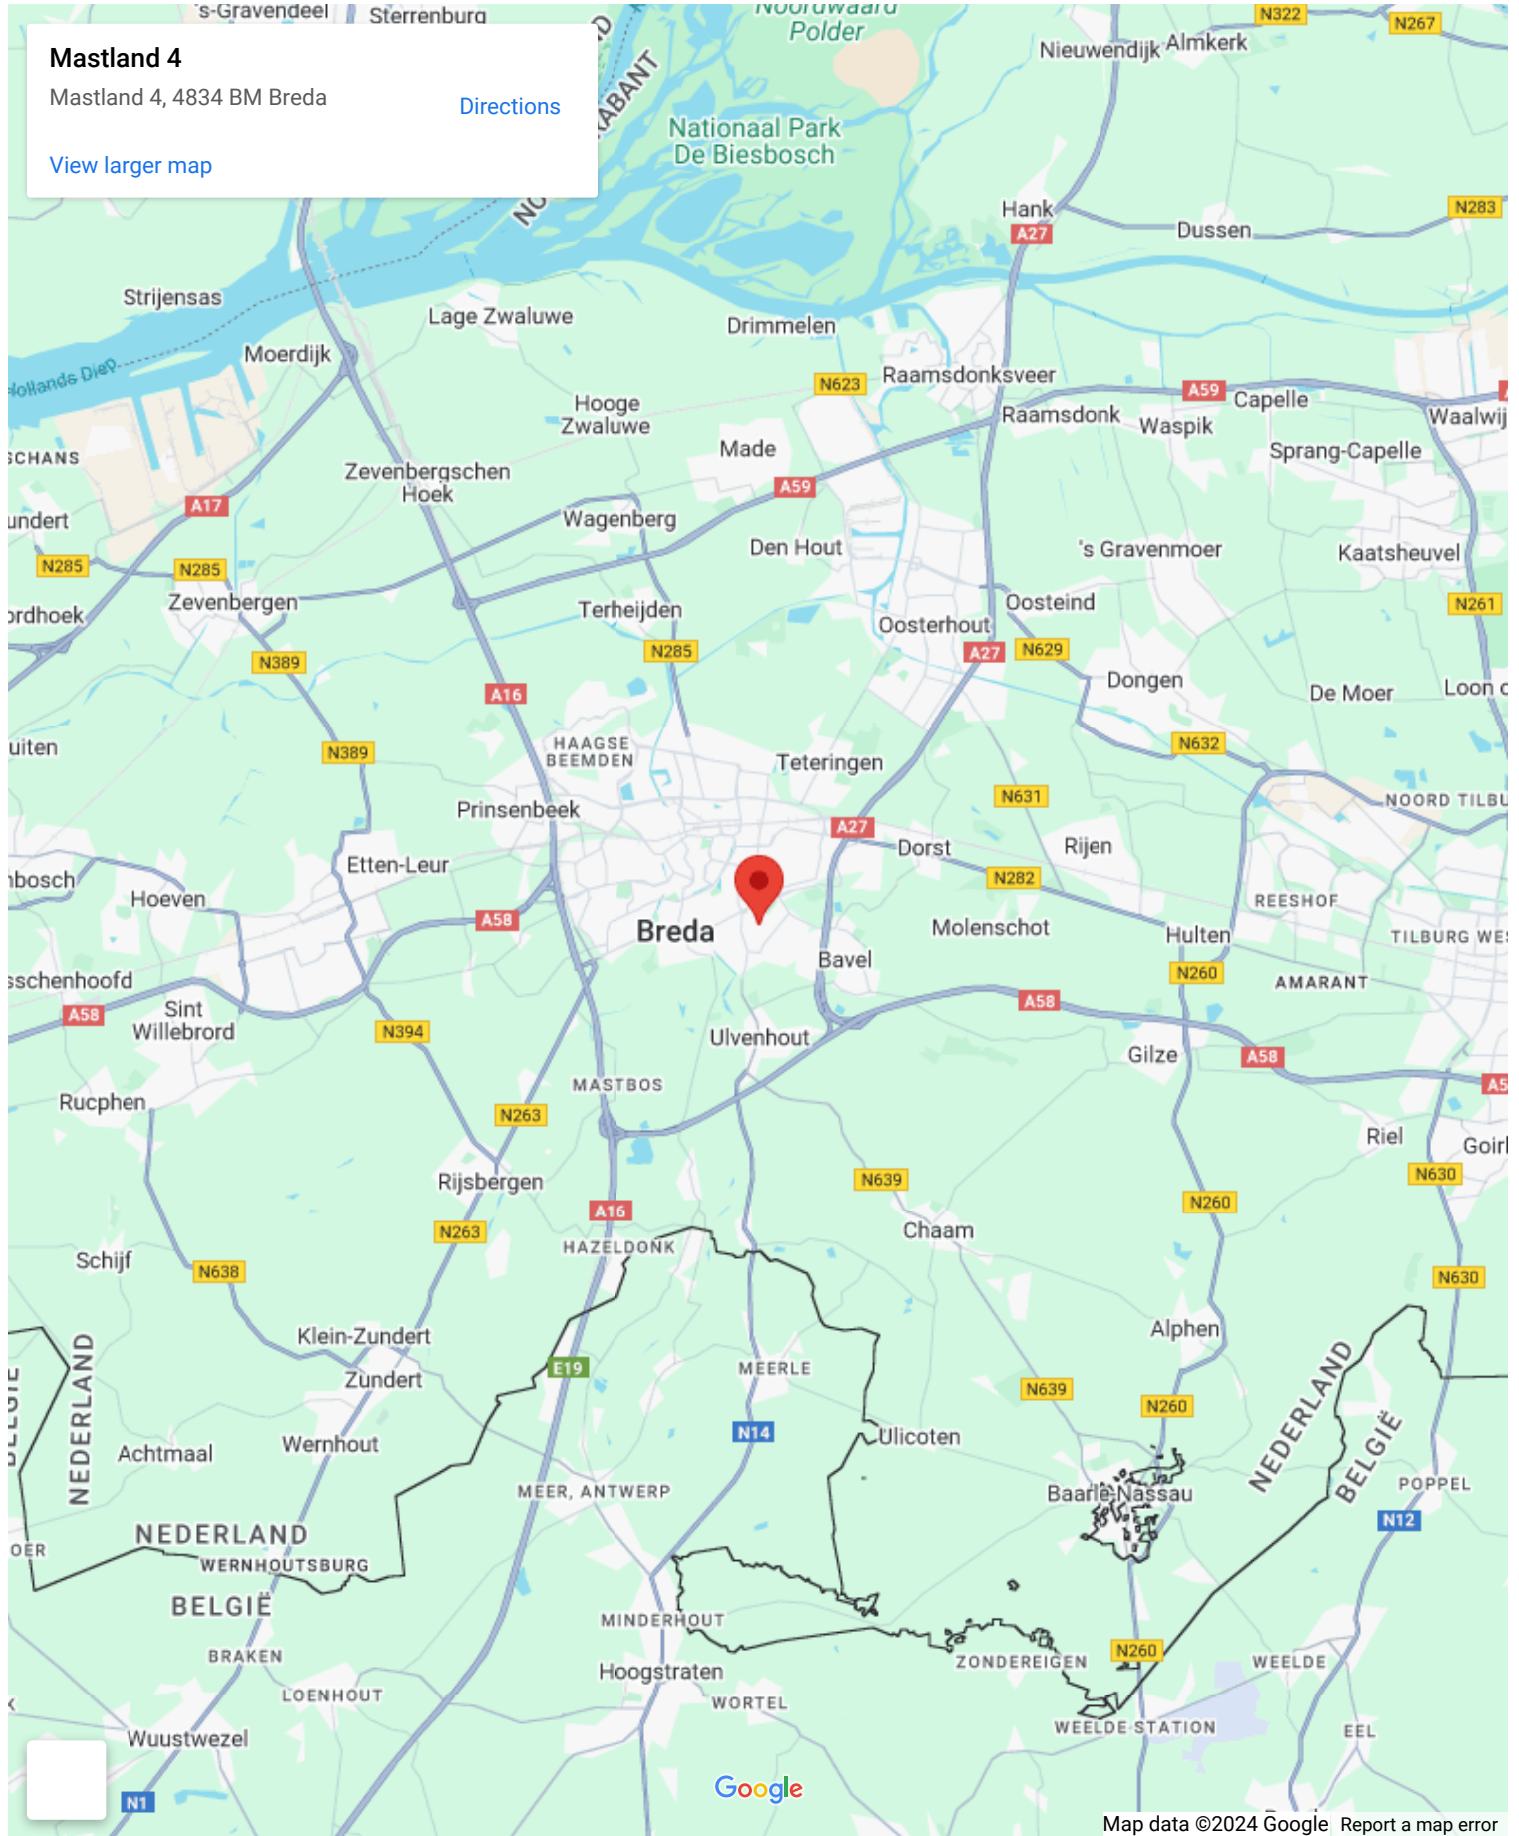 's-Gravendeel
Sterrenburg
Noordwaard
Polder
N322
N267
Nieuwendijk
Almkerk
Mastland 4
Mastland 4, 4834 BM Breda
Directions
View larger map
Nationaal Park
De Biesbosch
Hank
A27
N283
Dussen
Strijensas
Lage Zwaluwe
Drimmelen
Moerdijk
Hollands Diep
N623
Raamsdonksveer
A59
Capelle
Hooge
Zwaluwe
Raamsdonk
Waspik
Made
Sprang-Capelle
Zevenbergschen
Hoek
A59
A17
Wagenberg
Den Hout
's Gravenmoer
Kaatsheuvel
N285
N285
Zevenbergen
Terheijden
Oosteind
N261
Oosterhout
N285
A27
N629
N389
Dongen
De Moer
Loon
A16
HAAGSE
BEEMDEN
N389
Teteringen
N632
Prinsenbeek
N631
NOORD
A27
Dorst
Rijen
Etten-Leur
Hoeven
N282
REESHOF
A58
Breda
Molenschot
Hulten
TILBURG
Bavel
N260
AMARANT
Sint
Willebrord
A58
A58
N394
Ulvenhout
Gilze
A58
MASTBOS
Rucphen
N263
Riel
Rijsbergen
N639
N630
A16
N260
N263
Chaam
HAZELDONK
Schijf
N638
N630
Klein-Zundert
Alphen
NEDERLAND
E19
MEERLE
Zundert
N639
N260
NEDERLAND
BELGIË
N14
Ulicoten
Achtmaal
Wernhout
MEER, ANTWERP
Baarle-Nassau
POPPEL
N12
NEDERLAND
WERNHOUTSBURG
BELGIË
MINDERHOUT
BRAKEN
N260
ZONDEREIGEN
WEELDE
Hoogstraten
LOENHOUT
WORTEL
WEELDE-STATION
EEL
Wuustwezel
Google
N1
Map data ©2024 Google
Report a map error